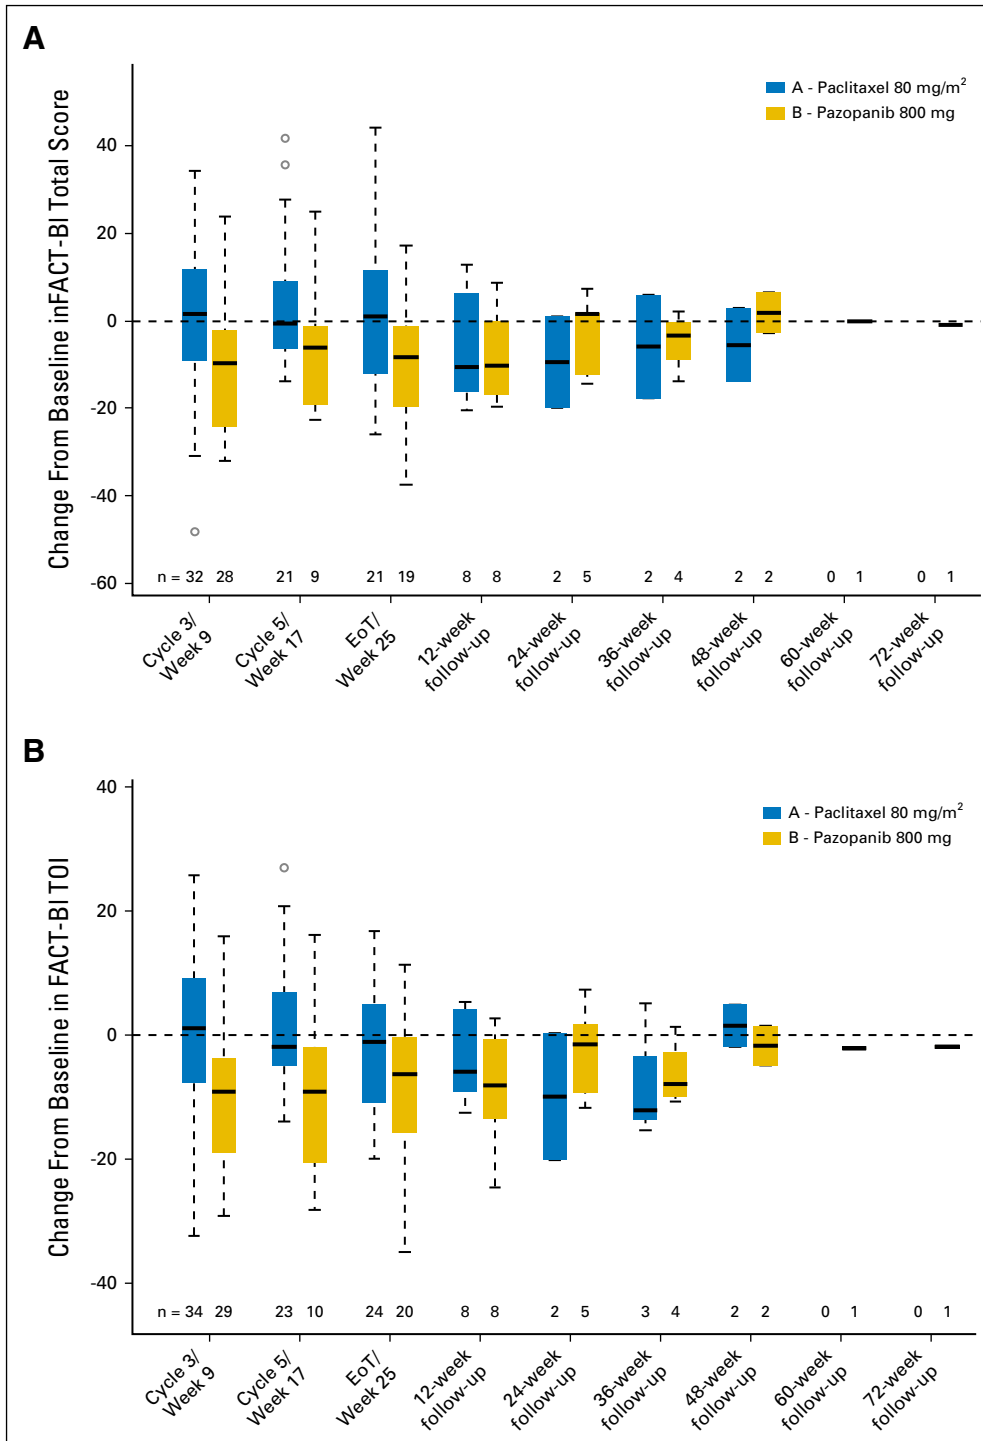 A
Change From Baseline inFACT-Bl Total Score
A - Paclitaxel 80 mg/m²
B - Pazopanib 800 mg
40
20
0
-20
-40
-60
n = 32 28 21 9 21 19 8 8 2 5 2 4 2 2 0 1 0 1
Cycle 3/
Week 9
Cycle 5/
Week 17
EoT/
Week 25
12-week
follow-up
24-week
follow-up
36-week
follow-up
48-week
follow-up
60-week
follow-up
72-week
follow-up
B
Change From Baseline in FACT-Bl TOI
A - Paclitaxel 80 mg/m²
B - Pazopanib 800 mg
40
20
0
-20
-40
n = 34 29 23 10 24 20 8 8 2 5 3 4 2 2 0 1 0 1
Cycle 3/
Week 9
Cycle 5/
Week 17
EoT/
Week 25
12-week
follow-up
24-week
follow-up
36-week
follow-up
48-week
follow-up
60-week
follow-up
72-week
follow-up